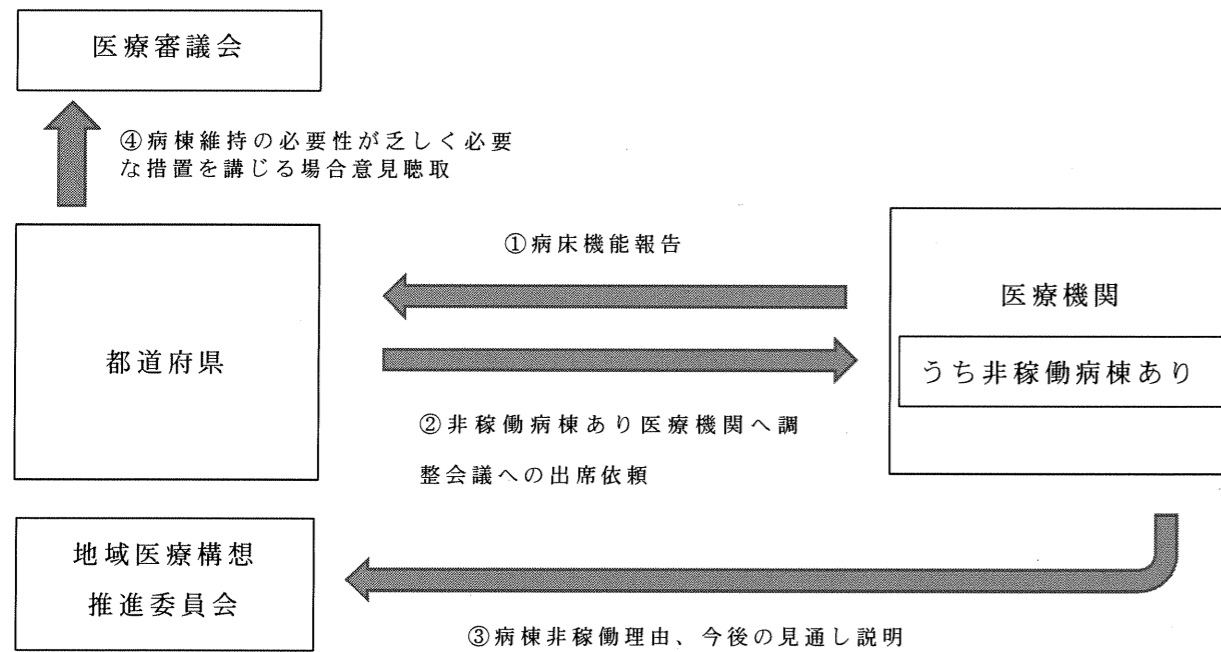 医療審議会
④病棟維持の必要性が乏しく必要
な措置を講じる場合意見聴取
①病床機能報告
医療機関
都道府県
うち非稼働病棟あり
②非稼働病棟あり医療機関へ調
整会議への出席依頼
地域医療構想
推進委員会
③病棟非稼働理由、今後の見通し説明